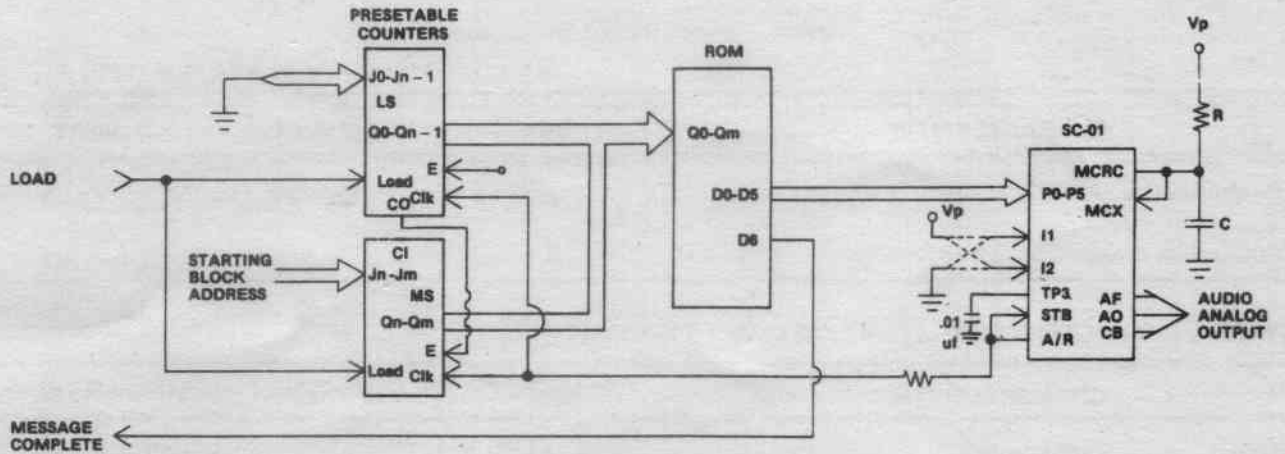 PRESETABLE
COUNTERS
J0-Jn – 1
LS
Q0-Qn – 1
E
Load
CO
Clk
LOAD
CI
STARTING
BLOCK
ADDRESS
Jn-Jm
MS
Qn-Qm
E
Load
Clk
MESSAGE
COMPLETE
ROM
Q0-Qm
D0-D5
D6
Vp
R
C
SC-01
MCRC
P0-P5
MCX
Vp
I1
I2
TP3
.01
uf
STB
A/R
AF
AO
CB
AUDIO
ANALOG
OUTPUT